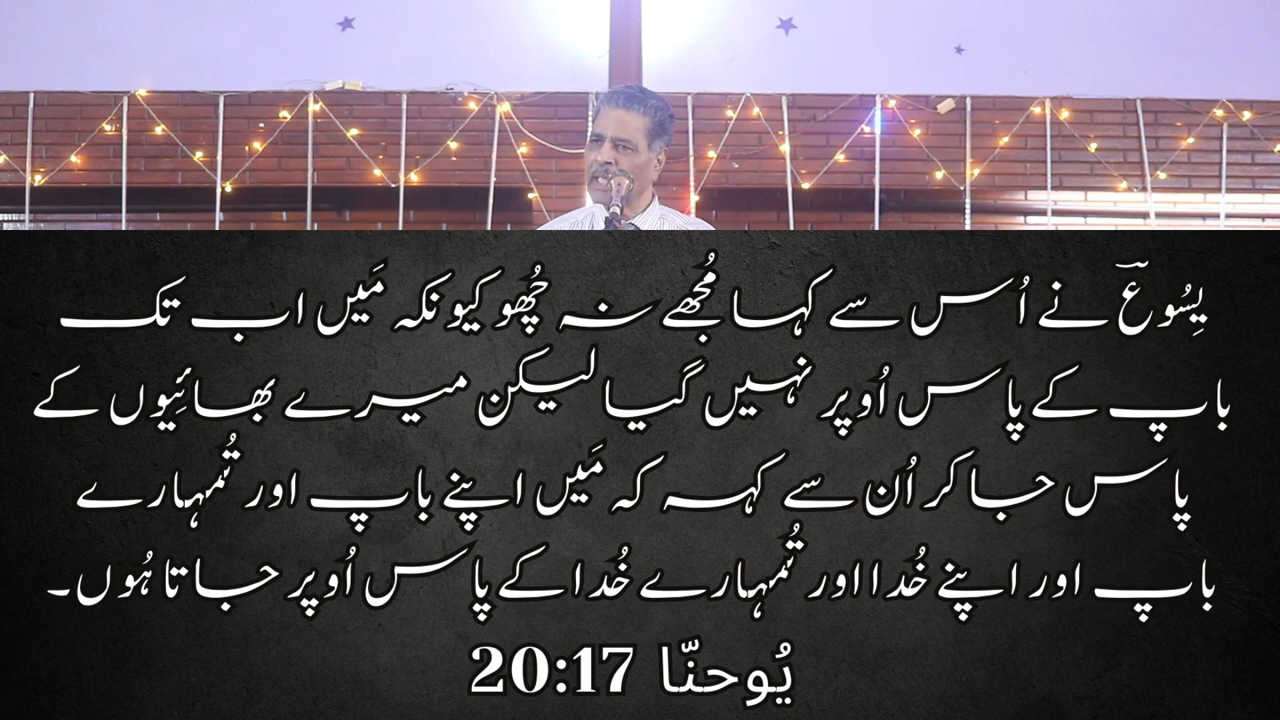 یِسُوعؔ نے اُس سے کہا مُجھے نہ چُھو کیونکہ مَیں اب تک
باپ کے پاس اُوپر نہیں گیا لیکن میرے بھائِیوں کے
پاس جا کر اُن سے کہہ کہ مَیں اپنے باپ اور تُمہارے
باپ اور اپنے خُدا اور تُمہارے خُدا کے پاس اُوپر جاتا ہُوں۔
یُوحنّا 20:17